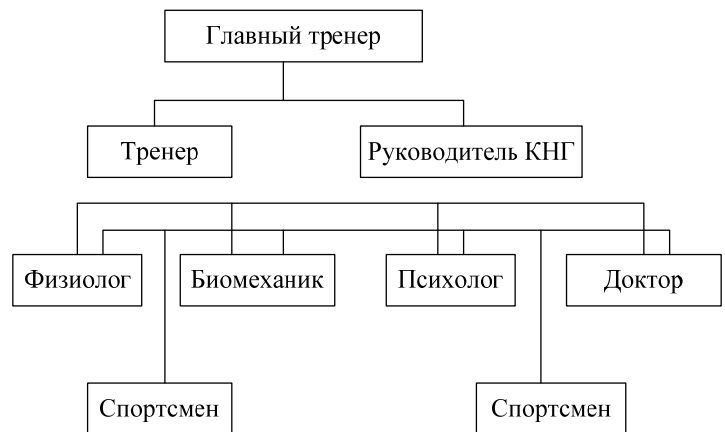 Главный тренер
Тренер
Руководитель КНГ
Физиолог
Биомеханик
Психолог
Доктор
Спортсмен
Спортсмен